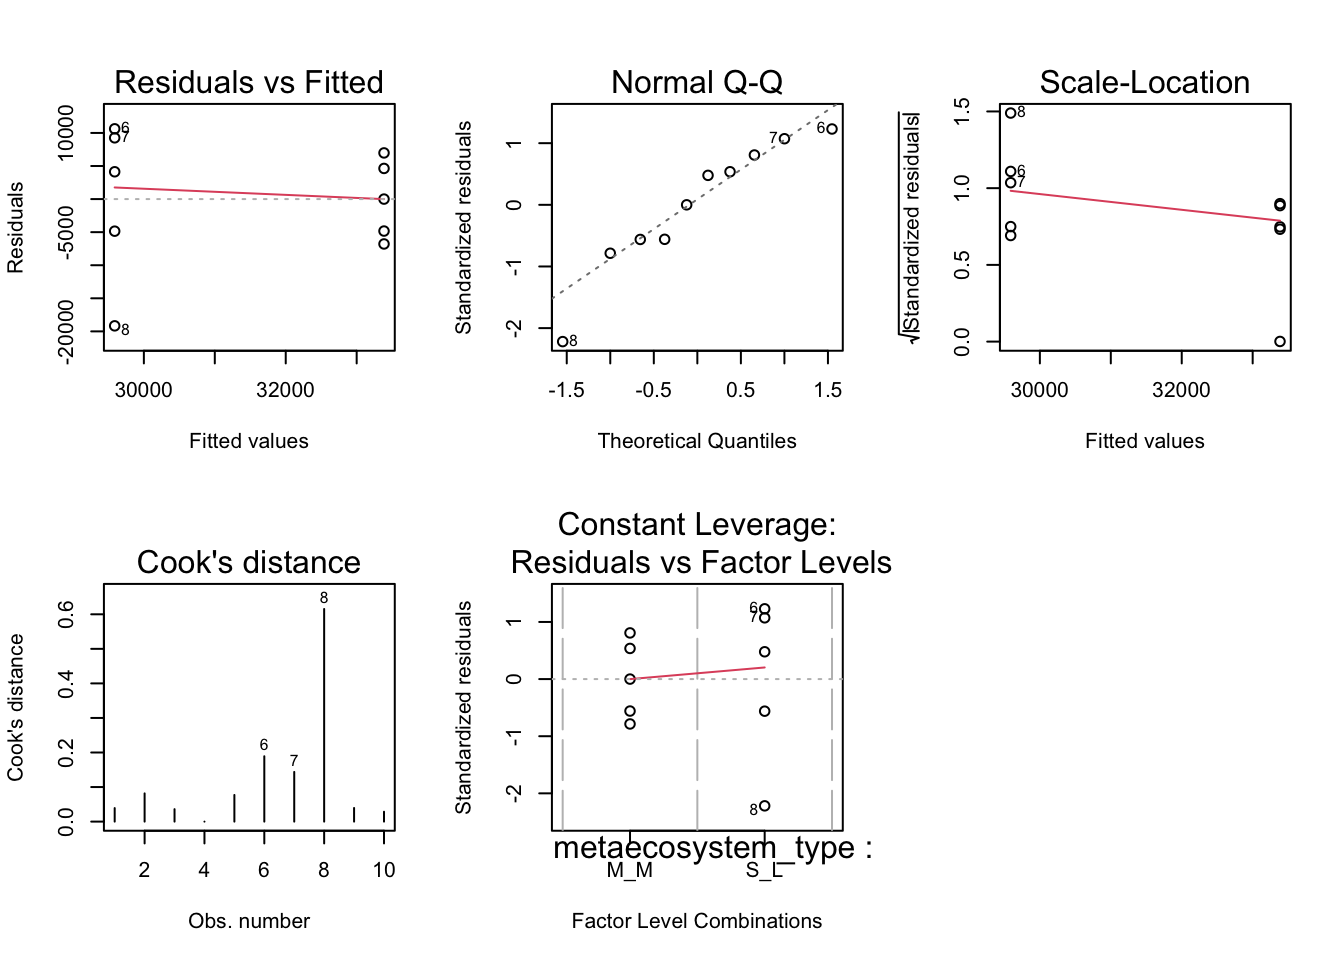 Residuals vs Fitted
Residuals
10000
-5000
-20000
6
7
8
30000
32000
Fitted values
Normal Q-Q
Standardized residuals
1
0
-1
-2
7
6
8
-1.5
-0.5
0.5
1.5
Theoretical Quantiles
Scale-Location
√|Standardized residuals|
1.5
1.0
0.5
0.0
8
6
7
30000
32000
Fitted values
Cook's distance
Cook's distance
0.6
0.4
0.2
0.0
8
6
7
2
4
6
8
10
Obs. number
Constant Leverage:
Residuals vs Factor Levels
Standardized residuals
1
0
-1
-2
6
7
8
metaecosystem_type :
M_M
S_L
Factor Level Combinations